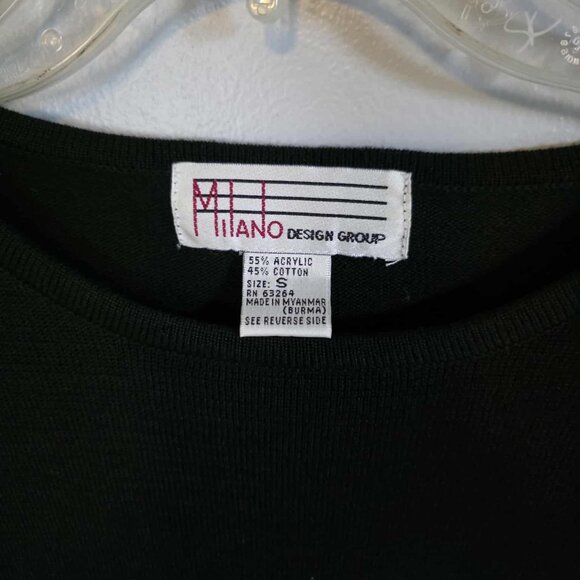 MILANO DESIGN GROUP
55% ACRYLIC
45% COTTON
SIZE: S
RN 63264
MADE IN MYANMAR
(BURMA)
SEE REVERSE SIDE